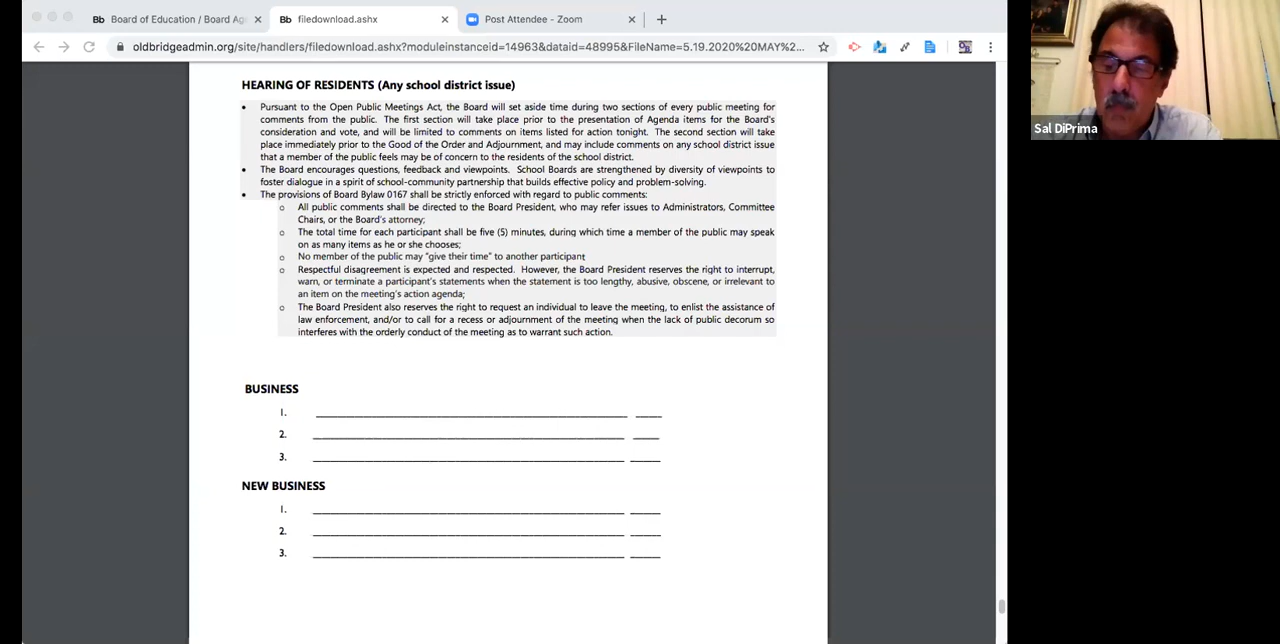 Board of Education / Board Ag
filedownload.ashx
Post Attendee - Zoom
oldbridgeadmin.org/site/handlers/filedownload.ashx?moduleinstanceid=14963&dataid=48995&FileName=5.19.2020%20MAY%2...
Sal DiPrima
HEARING OF RESIDENTS (Any school district issue)
• Pursuant to the Open Public Meetings Act, the Board will set aside time during two sections of every public meeting for
comments from the public. The first section will take place prior to the presentation of Agenda items for the Board's
consideration and vote, and will be limited to comments on items listed for action tonight. The second section will take
place immediately prior to the Good of the Order and Adjournment, and may include comments on any school district issue
that a member of the public feels may be of concern to the residents of the school district.
• The Board encourages questions, feedback and viewpoints. School Boards are strengthened by diversity of viewpoints to
foster dialogue in a spirit of school-community partnership that builds effective policy and problem-solving.
• The provisions of Board Bylaw 0167 shall be strictly enforced with regard to public comments:
o All public comments shall be directed to the Board President, who may refer issues to Administrators, Committee
Chairs, or the Board's attorney;
o The total time for each participant shall be five (5) minutes, during which time a member of the public may speak
on as many items as he or she chooses;
o No member of the public may "give their time" to another participant
o Respectful disagreement is expected and respected. However, the Board President reserves the right to interrupt,
warn, or terminate a participant's statements when the statement is too lengthy, abusive, obscene, or irrelevant to
an item on the meeting's action agenda;
o The Board President also reserves the right to request an individual to leave the meeting, to enlist the assistance of
law enforcement, and/or to call for a recess or adjournment of the meeting when the lack of public decorum so
interferes with the orderly conduct of the meeting as to warrant such action.
BUSINESS
1.
2.
3.
NEW BUSINESS
1.
2.
3.